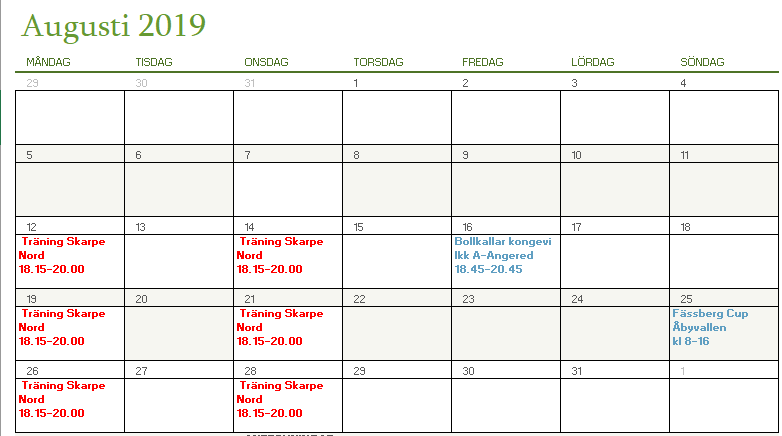 Augusti 2019
MÅNDAG TISDAG ONSDAG TORSDAG FREDAG LÖRDAG SÖNDAG
29 30 31 1 2 3 4
5 6 7 8 9 10 11
12 13 14 15 16 17 18
Träning Skarpe Träning Skarpe Bollkallar kongevi
Nord Nord Ikk A-Angered
18.15-20.00 18.15-20.00 18.45-20.45
19 20 21 22 23 24 25
Träning Skarpe Träning Skarpe Fässberg Cup
Nord Nord Åbyvallen
18.15-20.00 18.15-20.00 kl 8-16
26 27 28 29 30 31 1
Träning Skarpe Träning Skarpe
Nord Nord
18.15-20.00 18.15-20.00